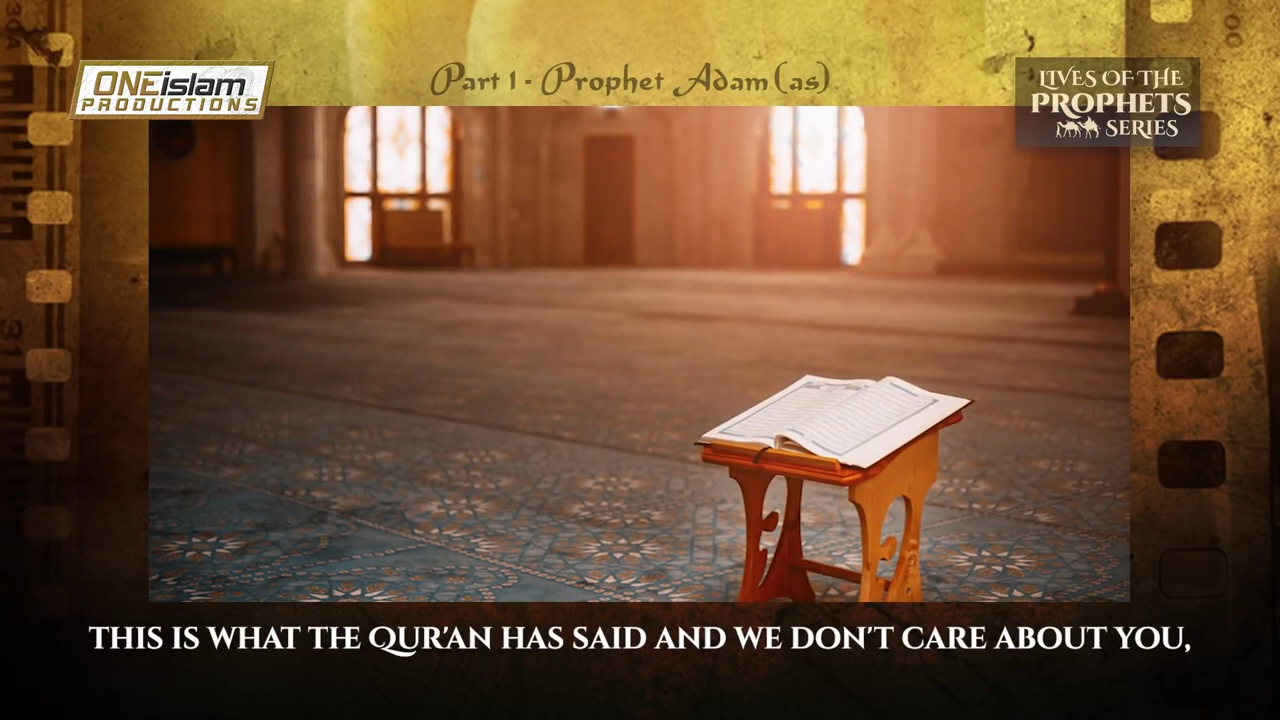 ONEislam
PRODUCTIONS
Part 1 - Prophet Adam (as)
LIVES OF THE
PROPHETS
SERIES
THIS IS WHAT THE QUR'AN HAS SAID AND WE DON'T CARE ABOUT YOU,